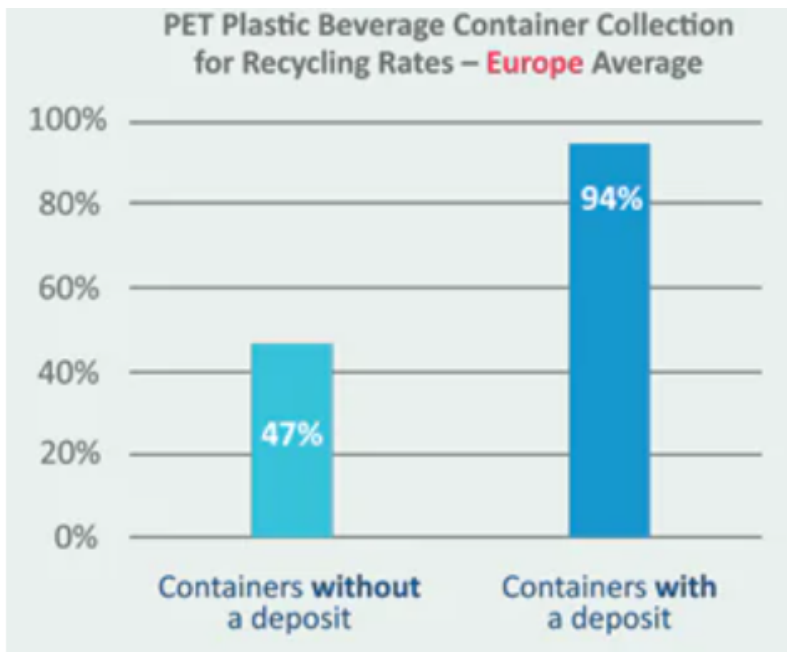 PET Plastic Beverage Container Collection
for Recycling Rates – Europe Average
100%
80%
60%
40%
20%
0%
94%
47%
Containers without
a deposit
Containers with
a deposit